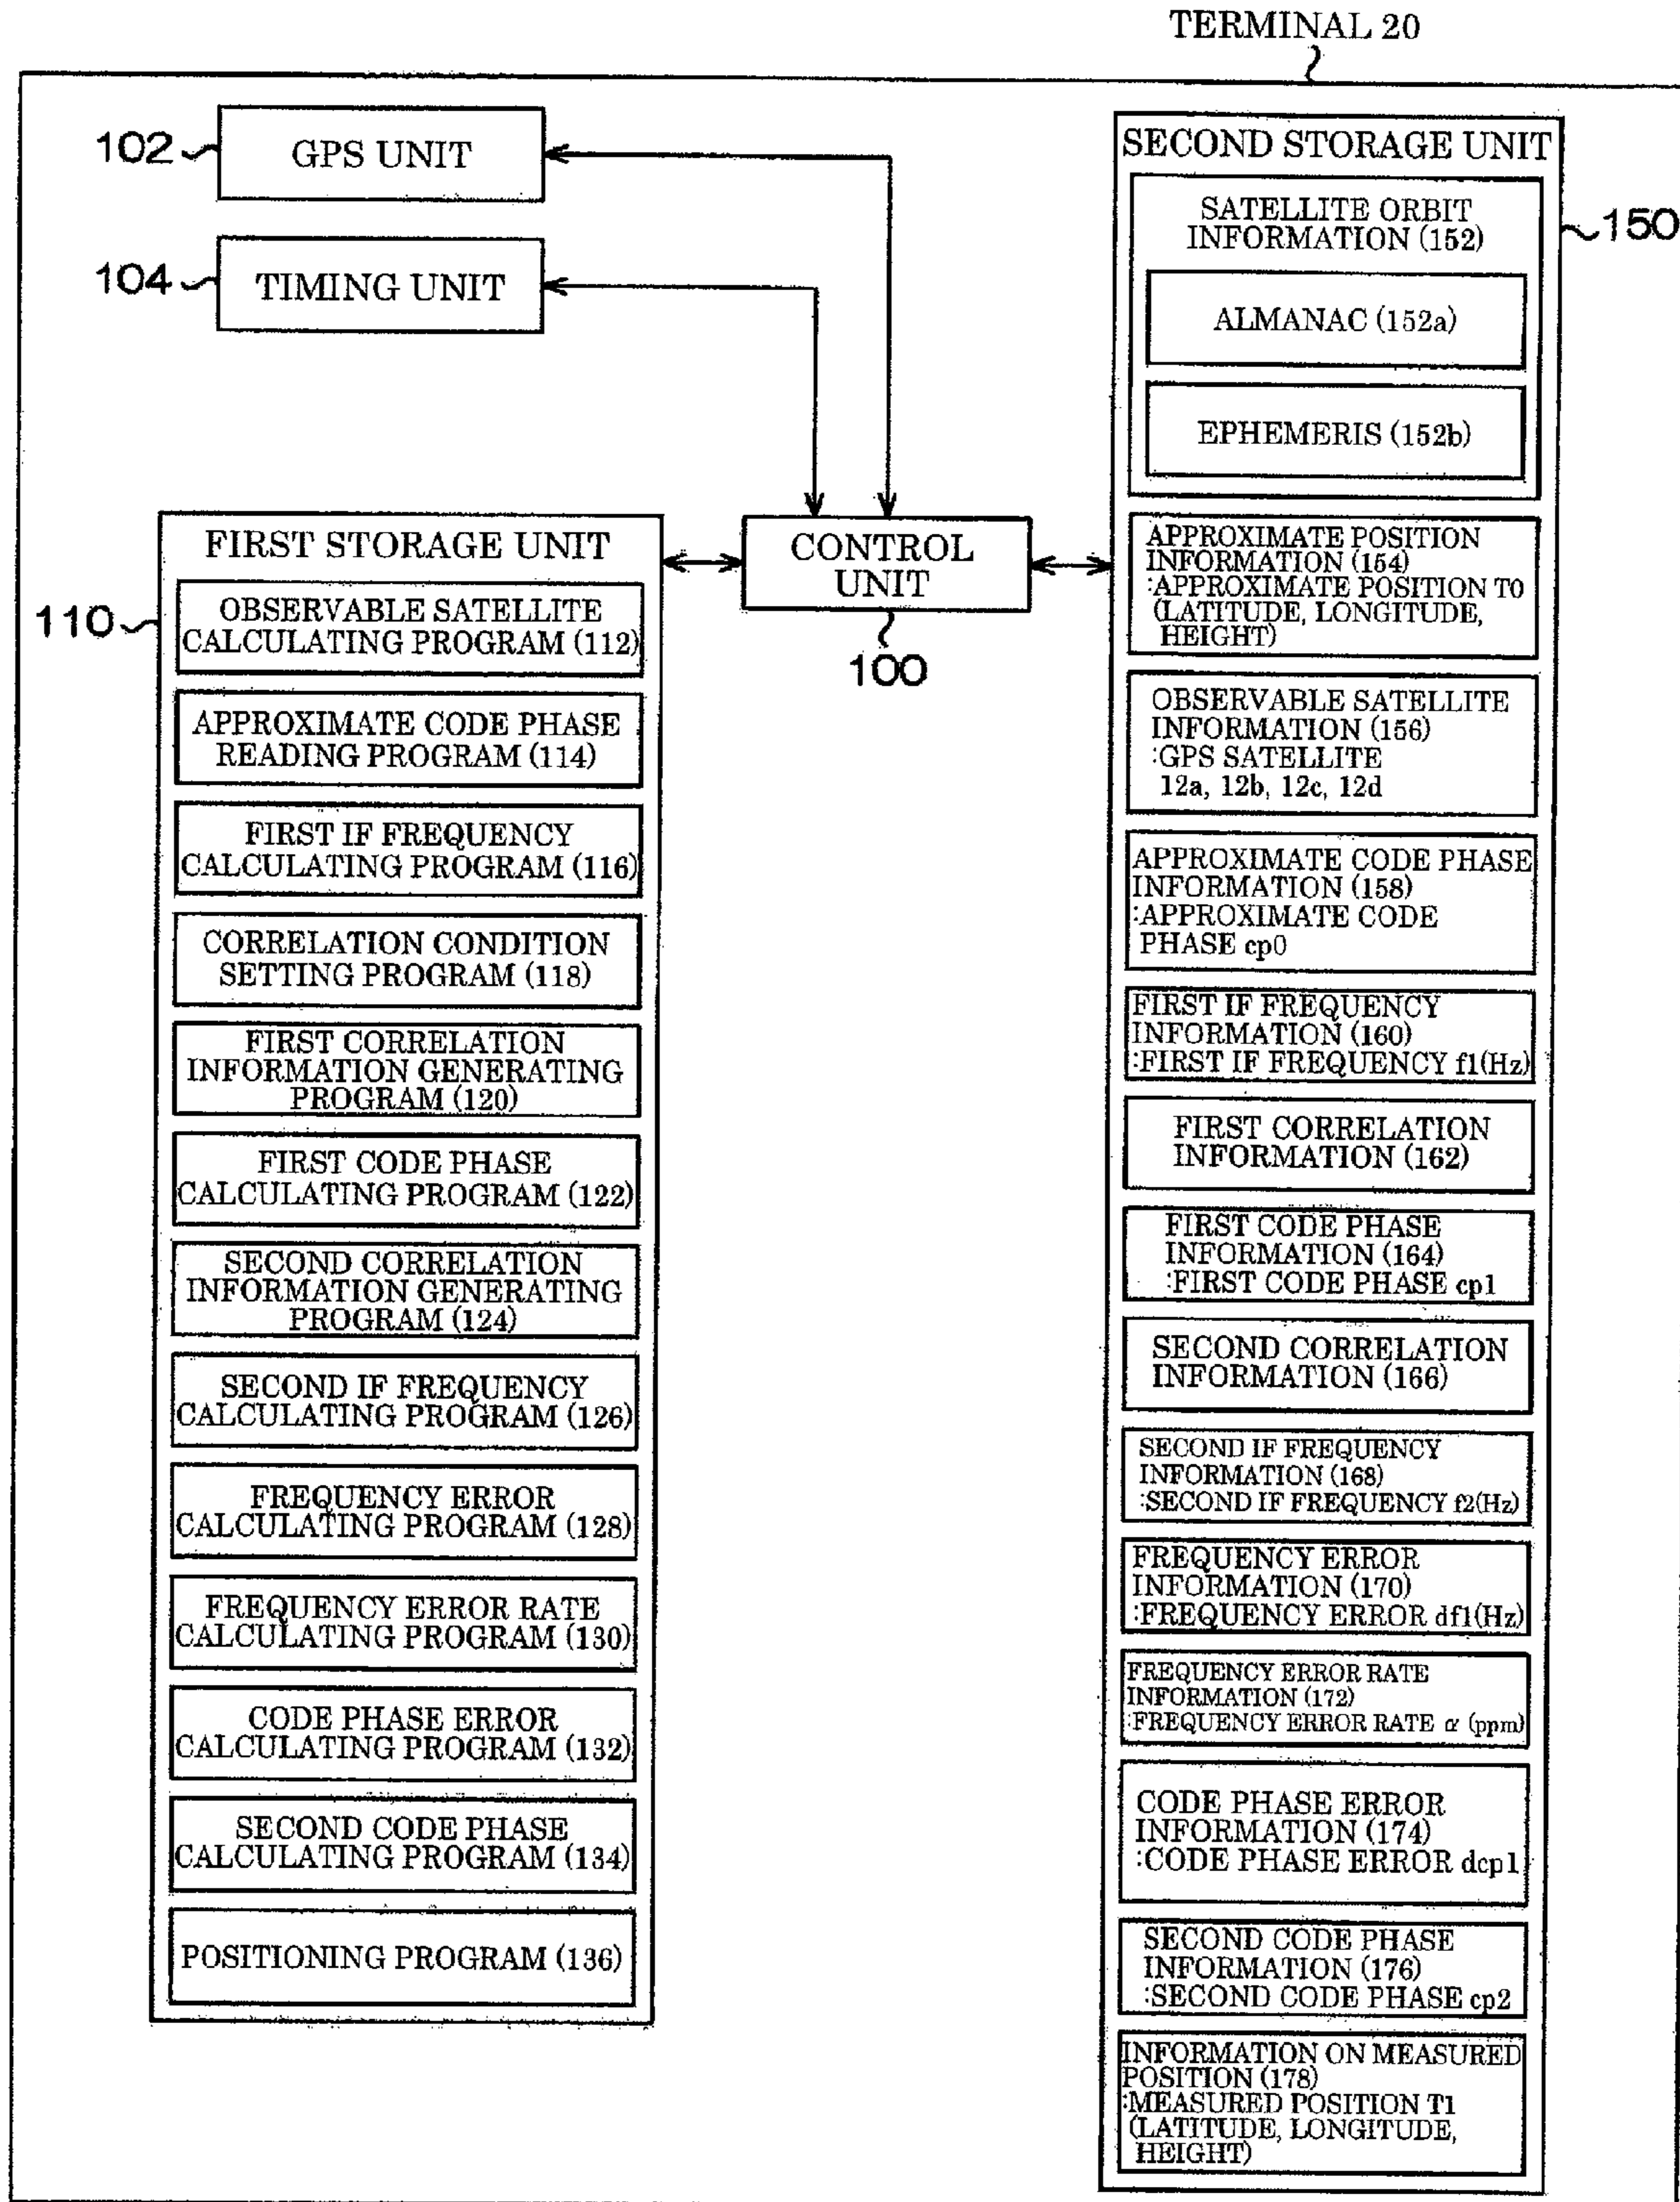 TERMINAL 20
102
GPS UNIT
104
TIMING UNIT
CONTROL
UNIT
100
110
FIRST STORAGE UNIT
OBSERVABLE SATELLITE
CALCULATING PROGRAM (112)
APPROXIMATE CODE PHASE
READING PROGRAM (114)
FIRST IF FREQUENCY
CALCULATING PROGRAM (116)
CORRELATION CONDITION
SETTING PROGRAM (118)
FIRST CORRELATION
INFORMATION GENERATING
PROGRAM (120)
FIRST CODE PHASE
CALCULATING PROGRAM (122)
SECOND CORRELATION
INFORMATION GENERATING
PROGRAM (124)
SECOND IF FREQUENCY
CALCULATING PROGRAM (126)
FREQUENCY ERROR
CALCULATING PROGRAM (128)
FREQUENCY ERROR RATE
CALCULATING PROGRAM (130)
CODE PHASE ERROR
CALCULATING PROGRAM (132)
SECOND CODE PHASE
CALCULATING PROGRAM (134)
POSITIONING PROGRAM (136)
SECOND STORAGE UNIT
150
SATELLITE ORBIT
INFORMATION (152)
ALMANAC (152a)
EPHEMERIS (152b)
APPROXIMATE POSITION
INFORMATION (154)
:APPROXIMATE POSITION T0
(LATITUDE, LONGITUDE,
HEIGHT)
OBSERVABLE SATELLITE
INFORMATION (156)
:GPS SATELLITE
12a, 12b, 12c, 12d
APPROXIMATE CODE PHASE
INFORMATION (158)
:APPROXIMATE CODE
PHASE cp0
FIRST IF FREQUENCY
INFORMATION (160)
:FIRST IF FREQUENCY f1(Hz)
FIRST CORRELATION
INFORMATION (162)
FIRST CODE PHASE
INFORMATION (164)
:FIRST CODE PHASE cp1
SECOND CORRELATION
INFORMATION (166)
SECOND IF FREQUENCY
INFORMATION (168)
:SECOND IF FREQUENCY f2(Hz)
FREQUENCY ERROR
INFORMATION (170)
:FREQUENCY ERROR df1(Hz)
FREQUENCY ERROR RATE
INFORMATION (172)
:FREQUENCY ERROR RATE α (ppm)
CODE PHASE ERROR
INFORMATION (174)
:CODE PHASE ERROR dcp1
SECOND CODE PHASE
INFORMATION (176)
:SECOND CODE PHASE cp2
INFORMATION ON MEASURED
POSITION (178)
:MEASURED POSITION T1
(LATITUDE, LONGITUDE,
HEIGHT)